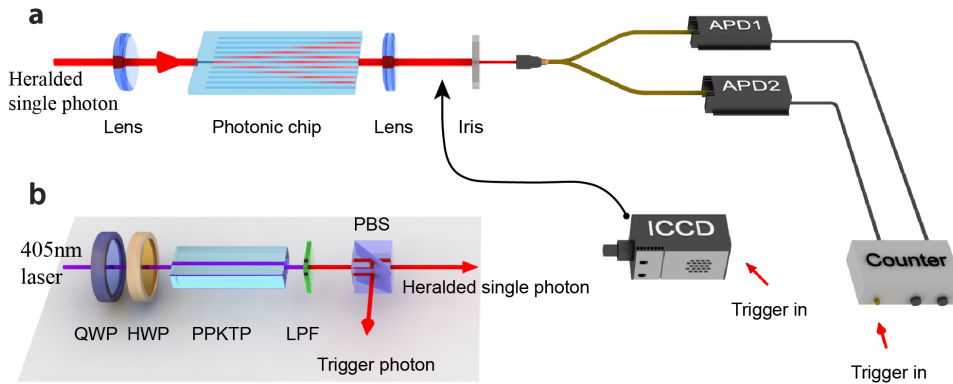 a
Heralded
single photon
Lens
Photonic chip
Lens
Iris
APD1
APD2
b
405nm
laser
QWP
HWP
PPKTP
LPF
PBS
Heralded single photon
Trigger photon
ICCD
Trigger in
Counter
Trigger in